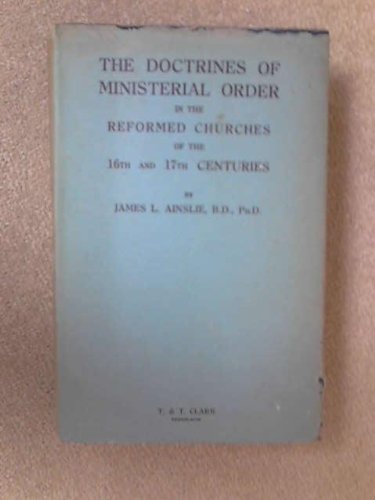 THE DOCTRINES OF
MINISTERIAL ORDER
IN THE
REFORMED CHURCHES
OF THE
16TH AND 17TH CENTURIES
BY
JAMES L. AINSLIE, B.D., PH.D.
T. & T. CLARK